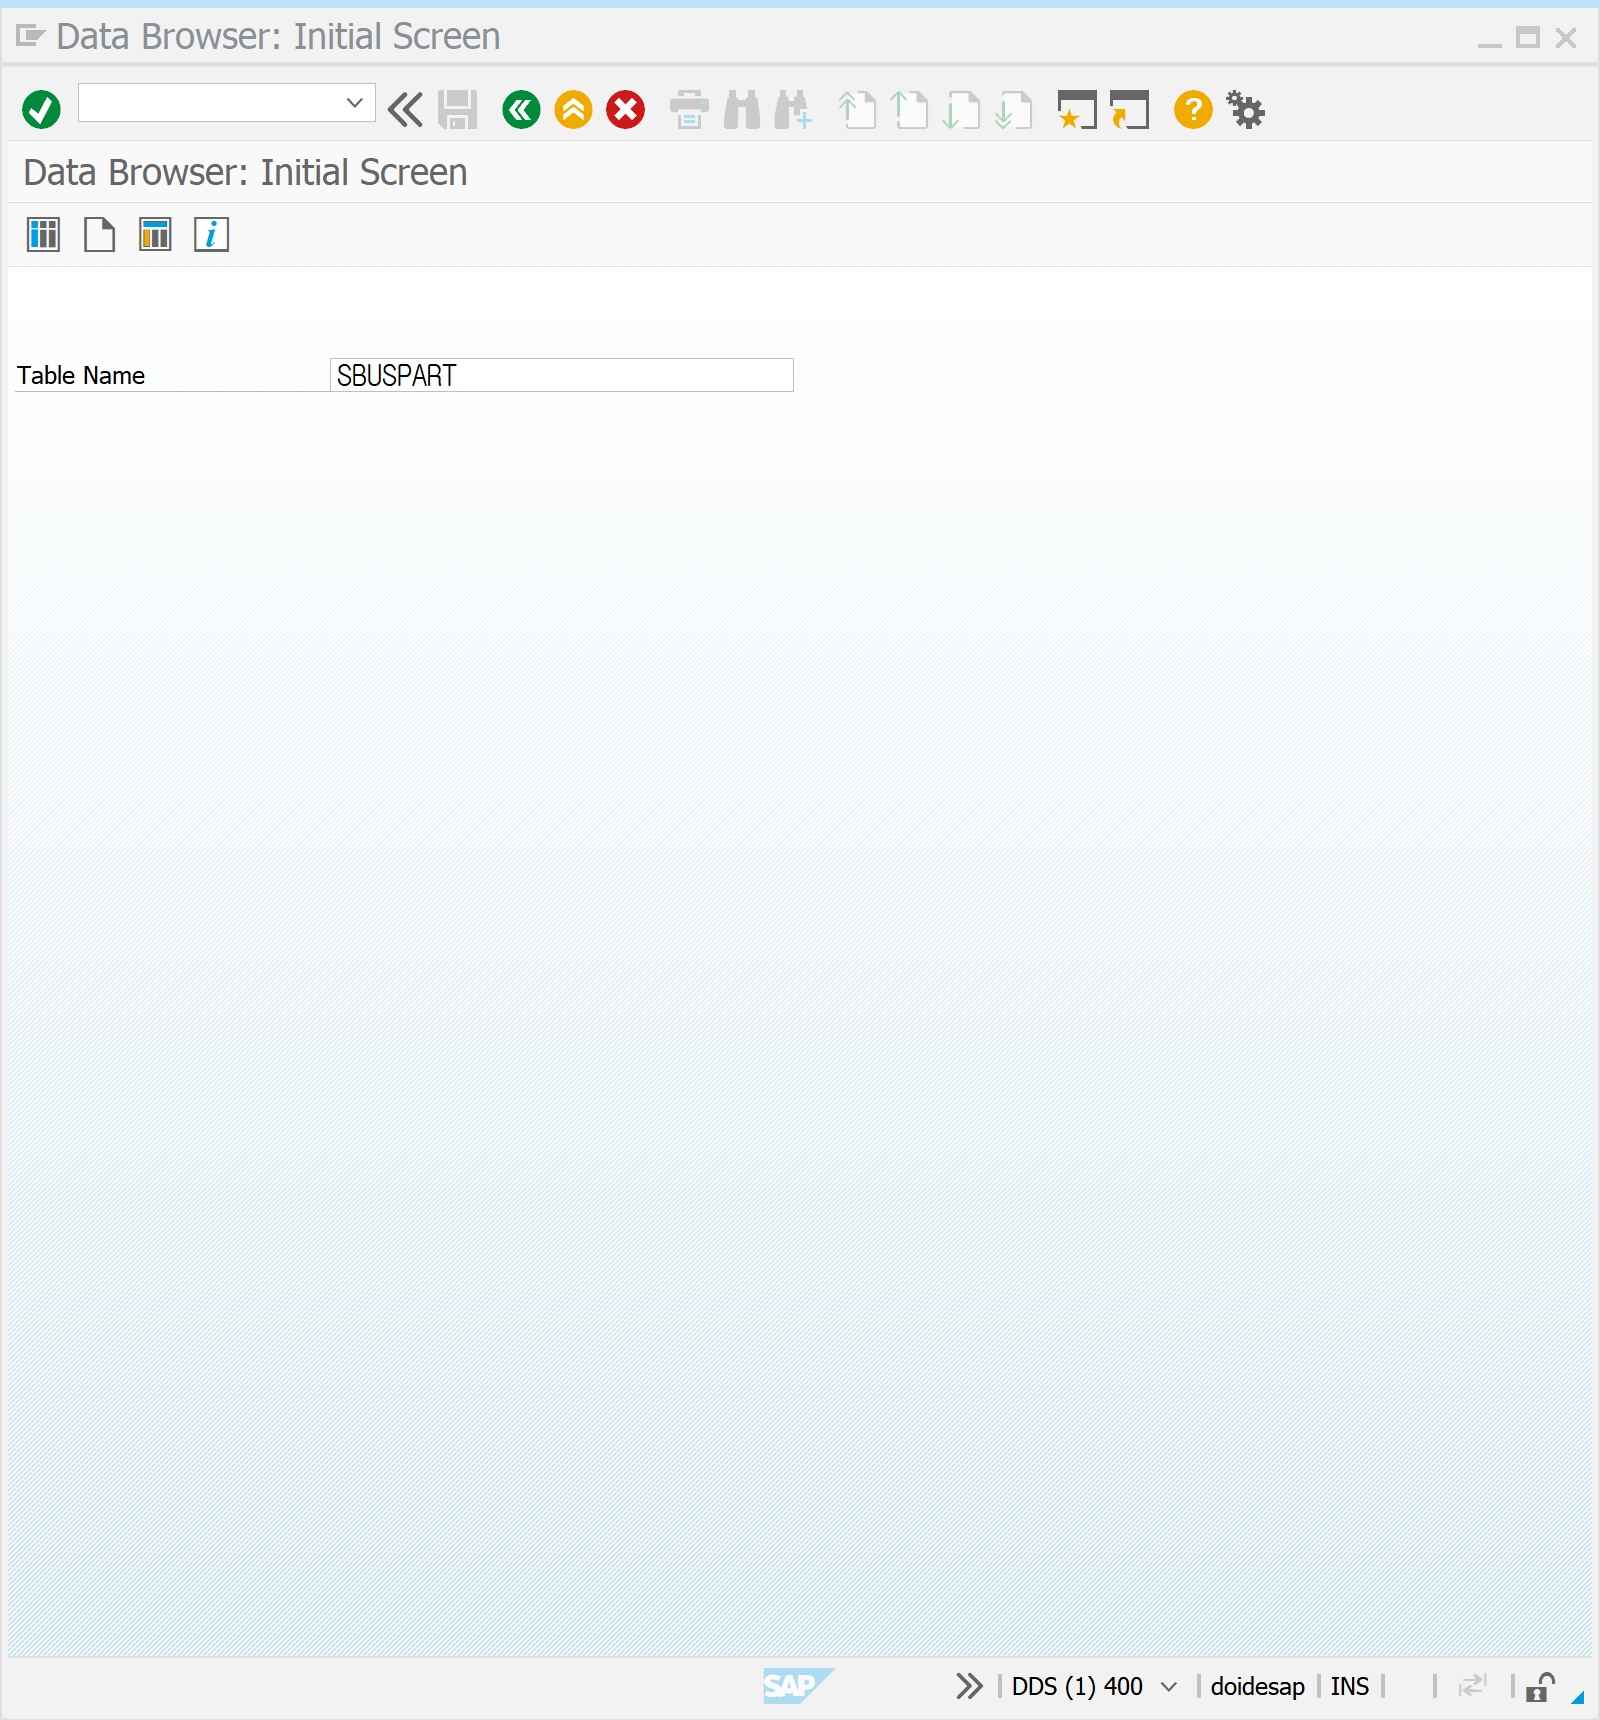 Data Browser: Initial Screen
Data Browser: Initial Screen
Table Name SBUSPART
SAP DDS (1) 400 doidesap INS